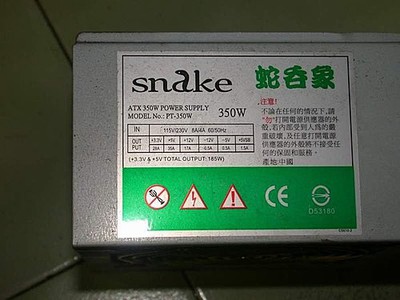 snake
蛇吞象
ATX 350W POWER SUPPLY
MODEL No.: PT-350W
350W
IN 115V/230V 8A/4A 60/50Hz
OUT +3.3V +5V +12V -5V +5VSB
PUT 35A 17A 0.5A 1.5A
(+3.3V & +5V TOTAL OUTPUT: 185W)
注意!
不論在任何的情況下,請
"勿"打開電源供應器的外
殼,若內部受到人爲的嚴
重破壞,及任意打開電源
供應器的外殼將不接受任
何的保固和服務。
產地:中國
CE
D53180